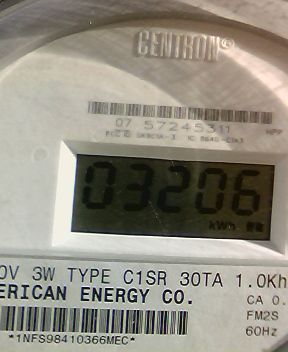 CENTRON®
07 57245311
03206
kWh
0V 3W TYPE C1SR 30TA 1.0Kh
ERICAN ENERGY CO.
CA 0.
FM2S
*1NFS98410366MEC*
60Hz